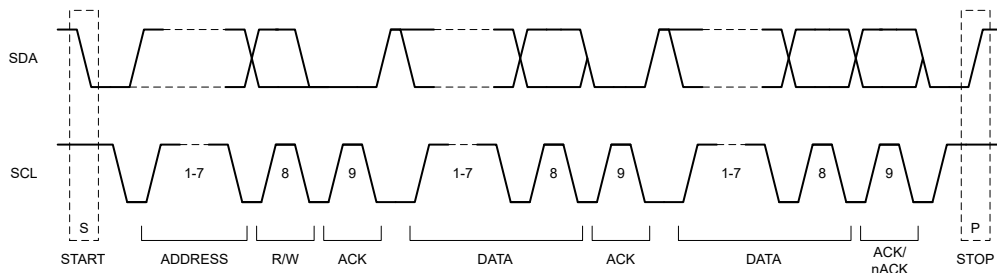 SDA
SCL
1-7 8 9 1-7 8 9 1-7 8 9
S P
START ADDRESS R/W ACK DATA ACK DATA ACK/
nACK STOP